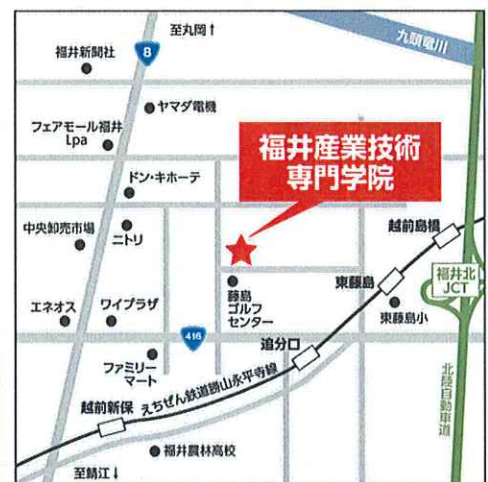 至丸岡↑
福井新聞社
8
九頭竜川
ヤマダ電機
フェアモール福井
Lpa
福井産業技術
専門学院
ドン・キホーテ
越前島橋
中央卸売市場
ニトリ
福井北
JCT
東藤島
藤島
ゴルフ
センター
東藤島小
エネオス
ワイプラザ
416
追分口
ファミリー
マート
えちぜん鉄道勝山永平寺線
北陸自動車道
越前新保
福井農林高校
至鯖江↓